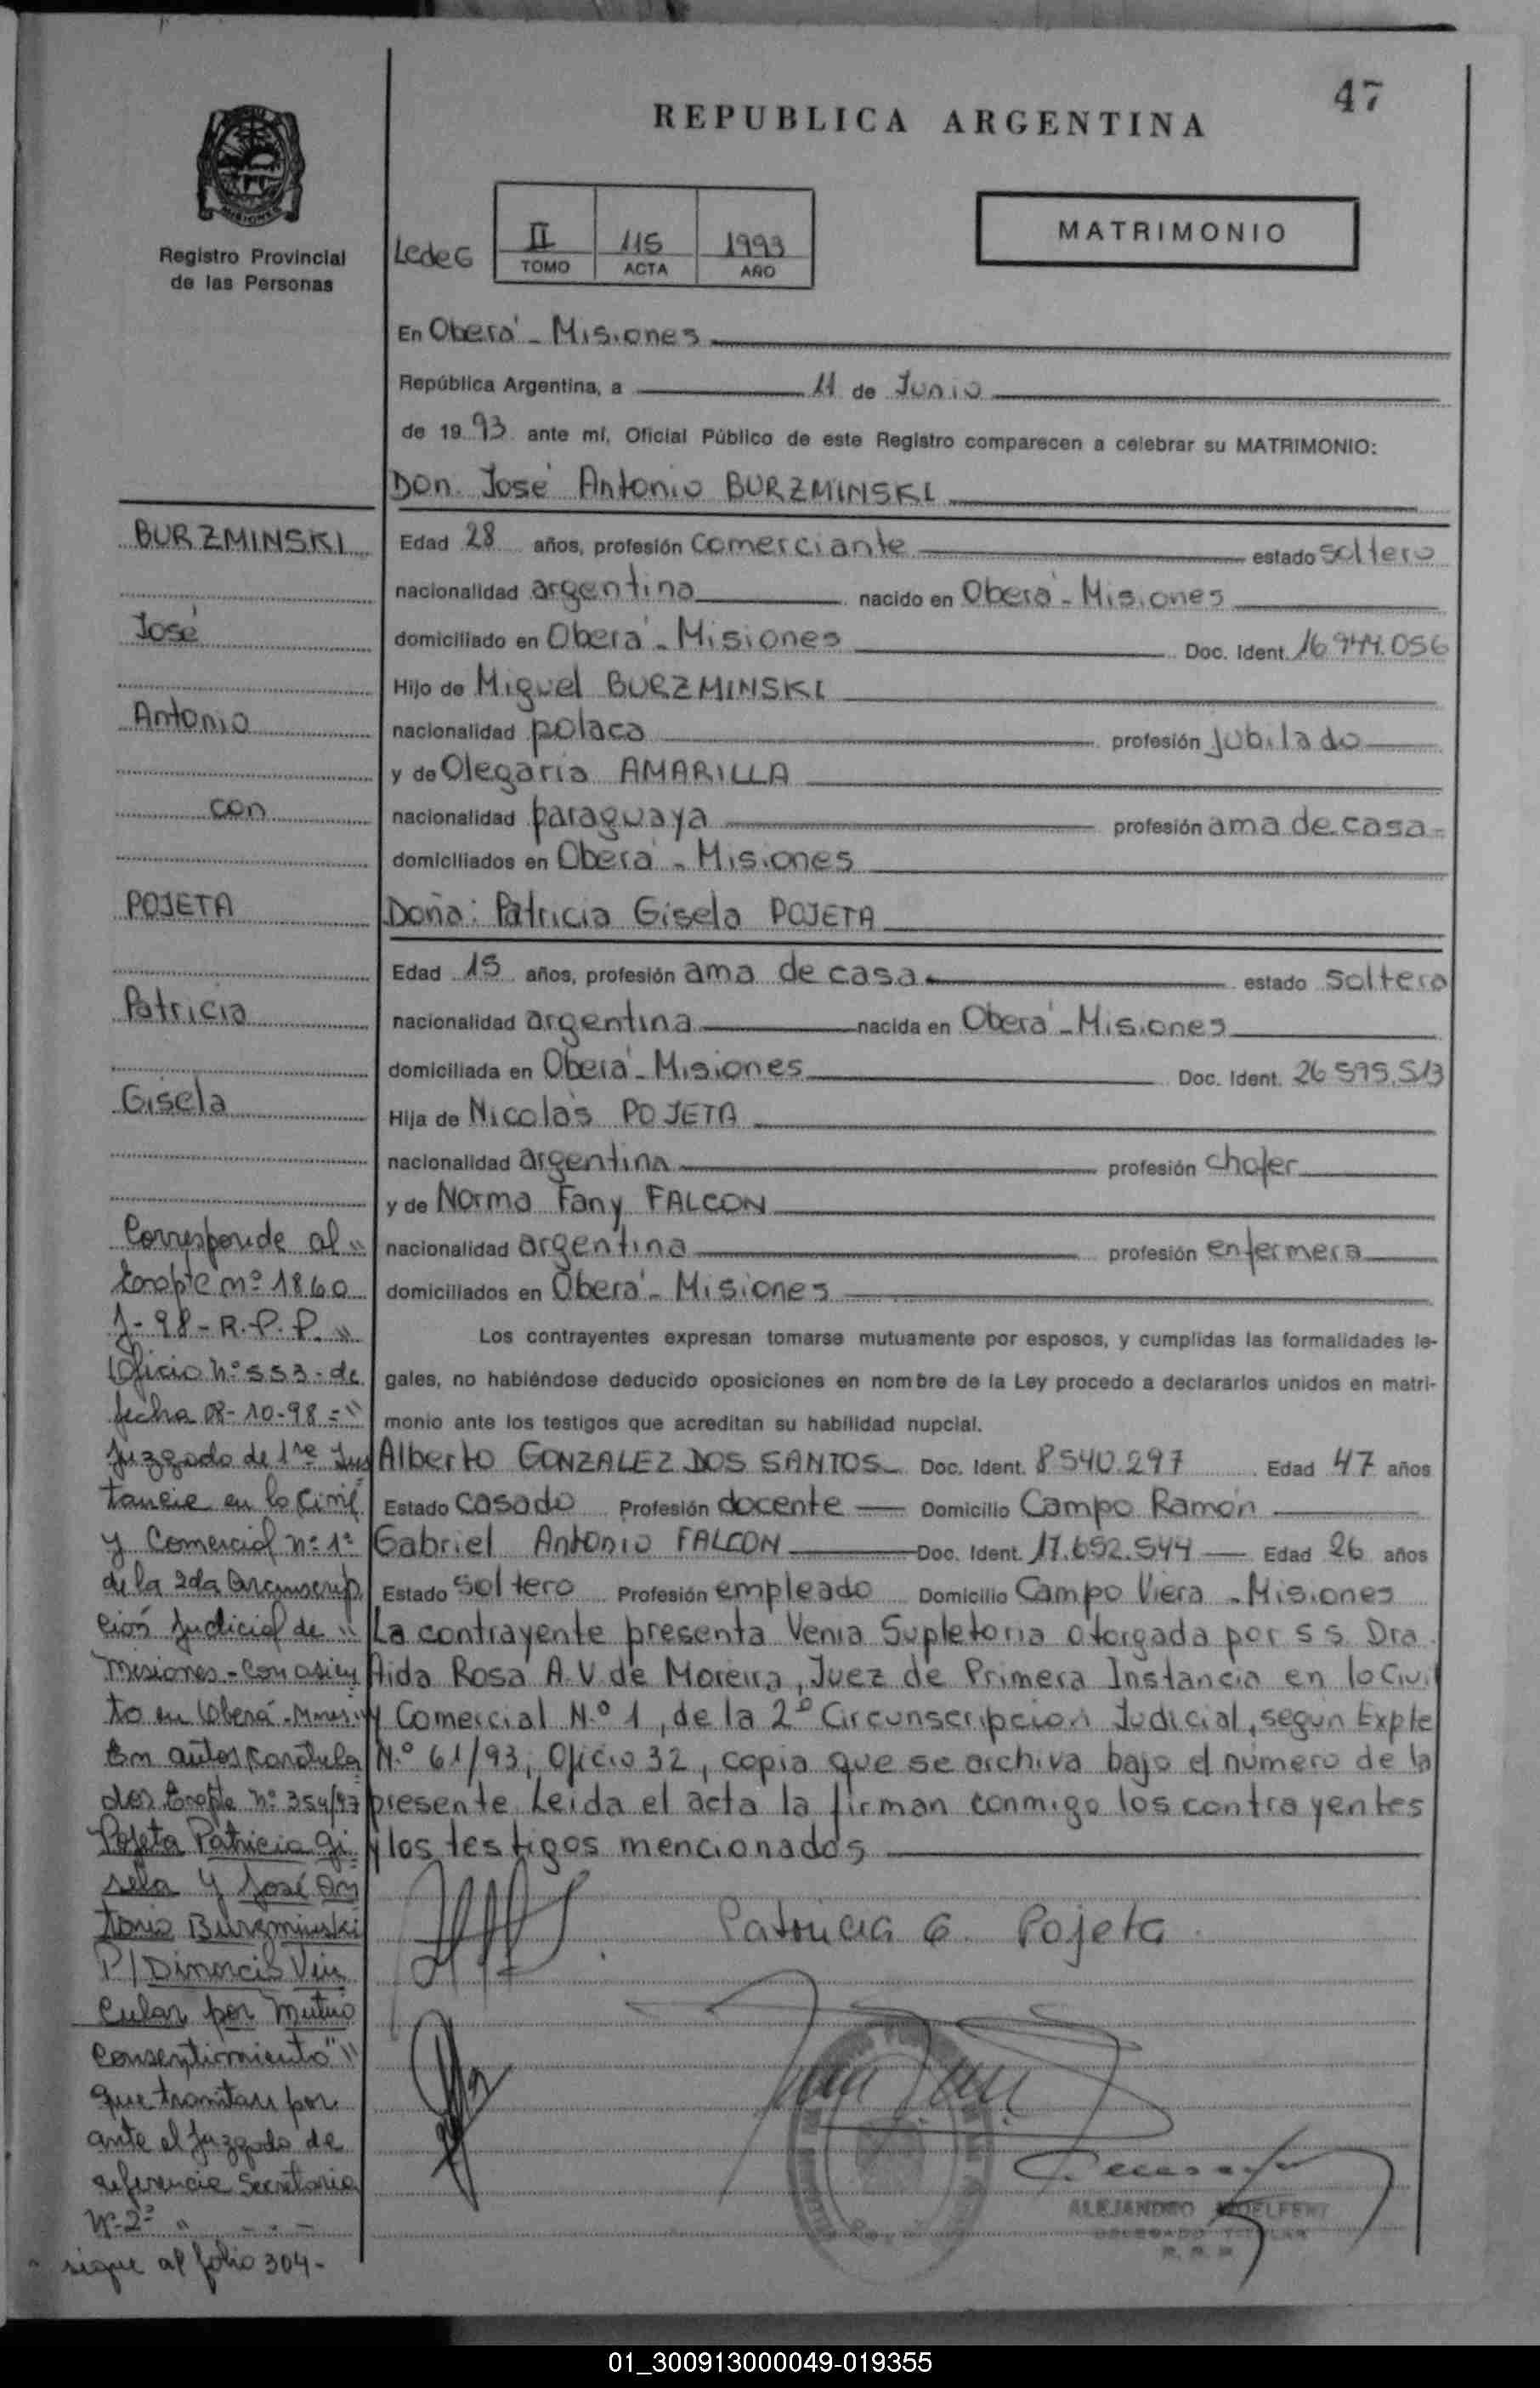 47
REPUBLICA ARGENTINA
MISIONES
Registro Provincial
de las Personas
II 115 1993
TOMO ACTA AÑO
MATRIMONIO
En Oberá - Misiones
República Argentina, a 11 de Junio
de 1993 ante mí, Oficial Público de este Registro comparecen a celebrar su MATRIMONIO:
Don José Antonio BURZMINSKI
Edad 28 años, profesión comerciante estado soltero
nacionalidad argentina nacido en Oberá - Misiones
domiciliado en Oberá - Misiones Doc. Ident. 16.944.056
Hijo de Miguel BURZMINSKI
nacionalidad polaca profesión jubilado
y de Olegaria AMARILLA
nacionalidad paraguaya profesión ama de casa -
domiciliados en Oberá - Misiones
Doña: Patricia Gisela POJETA
Edad 15 años, profesión ama de casa estado soltera
nacionalidad argentina nacida en Oberá - Misiones
domiciliada en Oberá - Misiones Doc. Ident. 26.595.513
Hija de Nicolás POJETA
nacionalidad argentina profesión chofer
y de Norma Fany FALCON
nacionalidad argentina profesión enfermera
domiciliados en Oberá - Misiones
Los contrayentes expresan tomarse mutuamente por esposos, y cumplidas las formalidades le-
gales, no habiéndose deducido oposiciones en nombre de la Ley procedo a declararlos unidos en matri-
monio ante los testigos que acreditan su habilidad nupcial.
Alberto GONZALEZ DOS SANTOS Doc. Ident. 8540.297 Edad 47 años
Estado casado Profesión docente Domicilio Campo Ramón
Gabriel Antonio FALCON Doc. Ident. 17.652.544 Edad 26 años
Estado soltero Profesión empleado Domicilio Campo Viera - Misiones
La contrayente presenta Venia Supletoria otorgada por S S. Dra.
Aida Rosa A.V. de Moreira, Juez de Primera Instancia en lo Civil
y Comercial N.º 1, de la 2º Circunscripción Judicial, según Expte
N.º 61/93, Oficio 32, copia que se archiva bajo el número de la
presente. Leida el acta la firman conmigo los contrayentes
y los testigos mencionados
Patricia G. Pojeta
ALEJANDRO
DELEGADO TITULAR
R. P. P.
BURZMINSKI
José
Antonio
con
POJETA
Patricia
Gisela
Corresponde al "
Expte nº 1860
J-98-R.P.P. "
Oficio Nº 553- de
fecha 08-10-98 = "
Juzgado de 1ra Ins
tancia en lo Civil
y Comercial nº 1º
de la 2da Circunscrip
ción Judicial de "
Misiones - Con asien
to en Oberá - Mnes.
En autos Caratula
dos Expte nº 354/97
Pojeta Patricia Gi
sela y José An
tonio Burzminski
P/ Divorcio Vin
cular por Mutuo
Consentimiento" "
que tramitan por
ante el Juzgado de
referencia Secretaria
Nº 2º " - - -
sigue al folio 304-
01_300913000049-019355